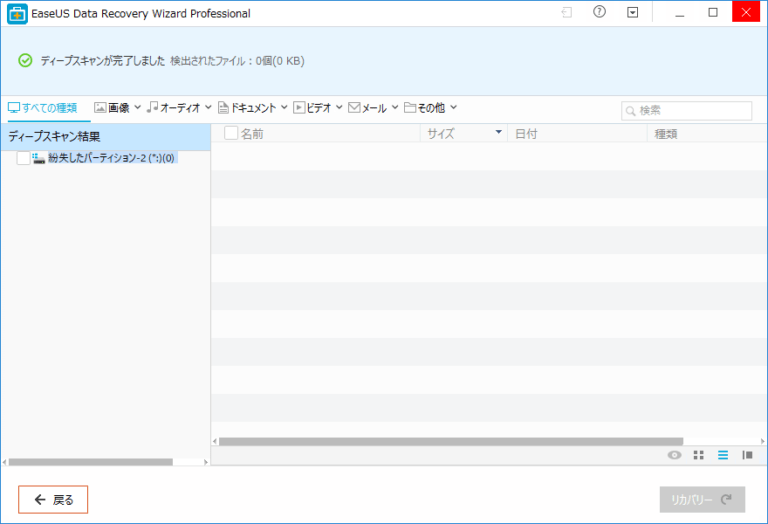 EaseUS Data Recovery Wizard Professional
ディープスキャンが完了しました 検出されたファイル：0個(0 KB)
すべての種類 画像 オーディオ ドキュメント ビデオ メール その他 検索
ディープスキャン結果 名前 サイズ 日付 種類
紛失したパーティション-2 (*:)(0)
戻る リカバリー